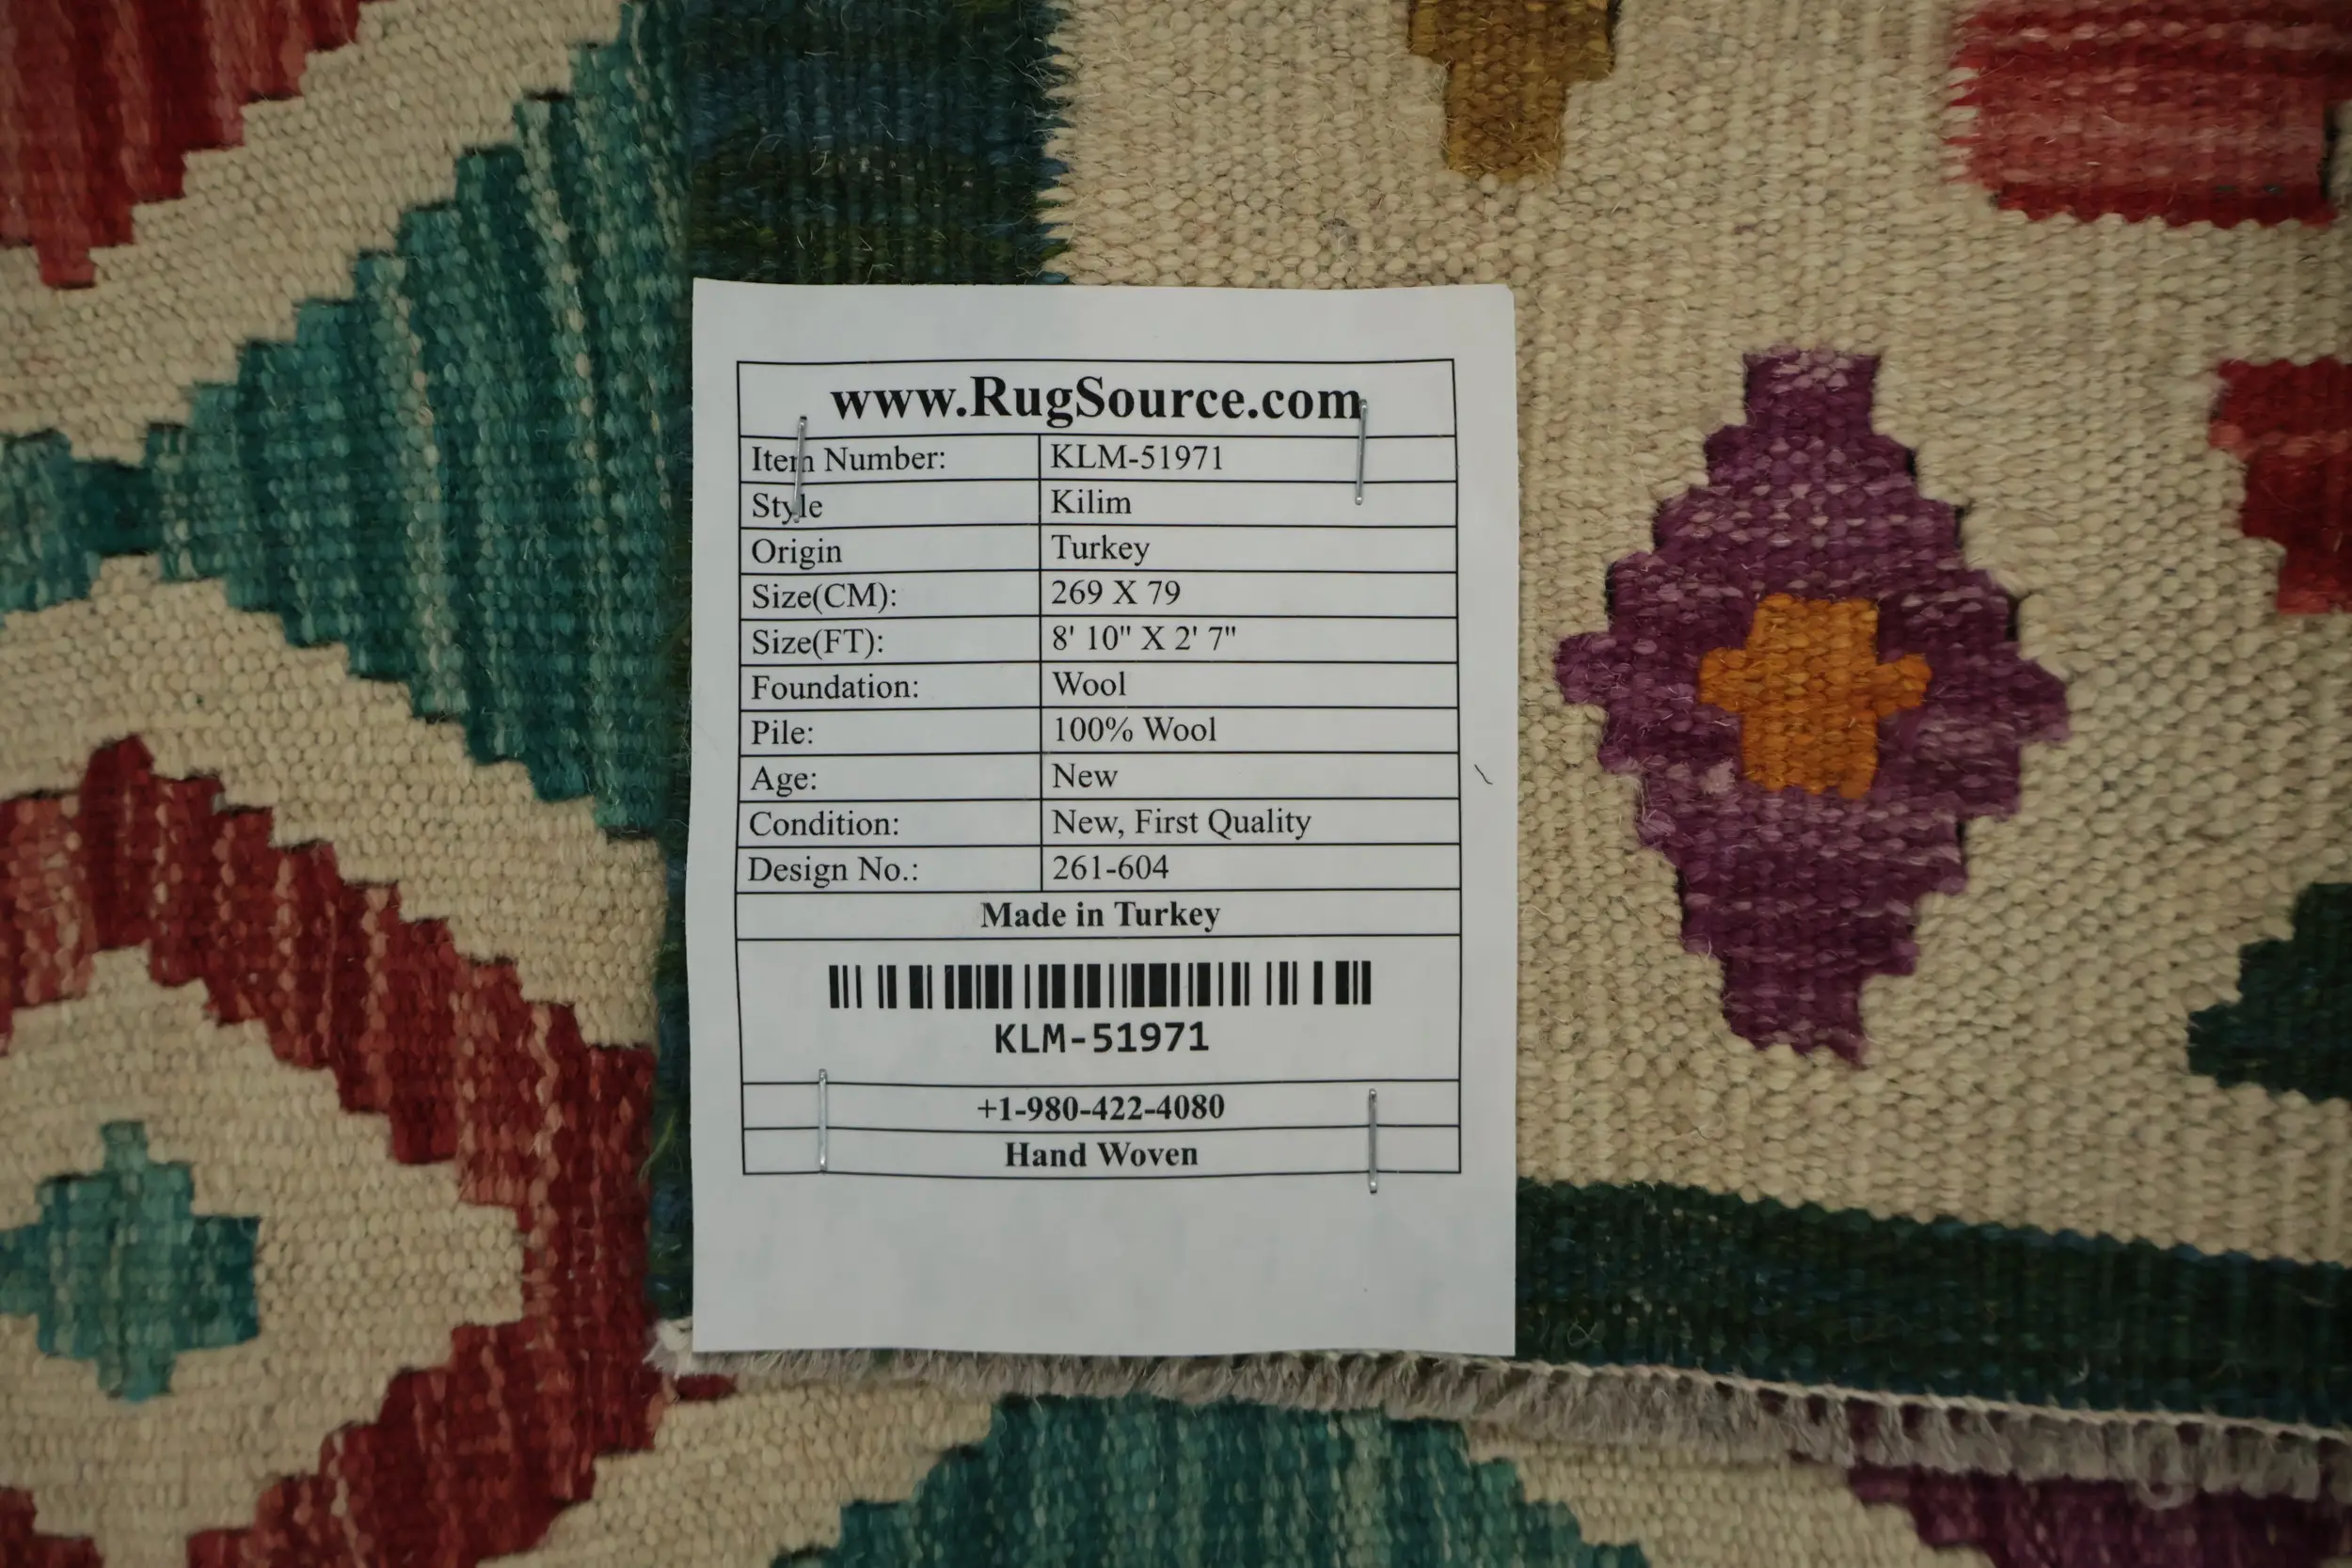 www.RugSource.com
Item Number: KLM-51971
Style Kilim
Origin Turkey
Size(CM): 269 X 79
Size(FT): 8' 10" X 2' 7"
Foundation: Wool
Pile: 100% Wool
Age: New
Condition: New, First Quality
Design No.: 261-604
Made in Turkey
KLM-51971
+1-980-422-4080
Hand Woven